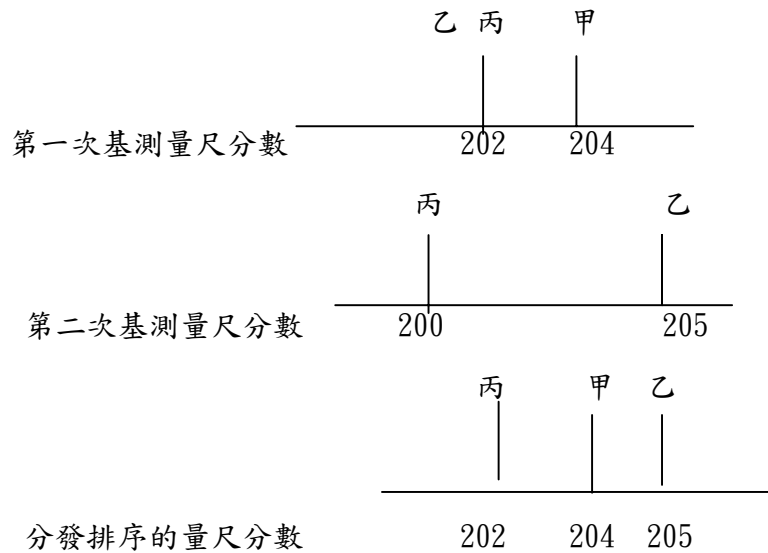 乙 丙 甲
第一次基測量尺分數 202 204
丙 乙
第二次基測量尺分數 200 205
丙 甲 乙
分發排序的量尺分數 202 204 205